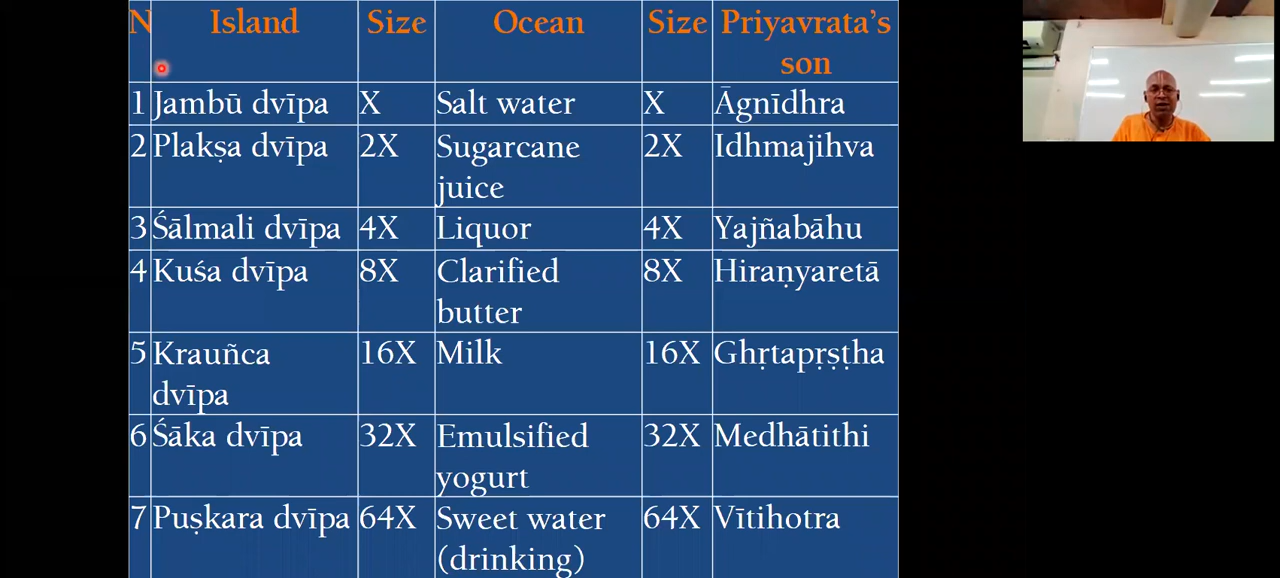 N Island Size Ocean Size Priyavrata's
son
1 Jambū dvīpa X Salt water X Āgnīdhra
2 Plakṣa dvīpa 2X Sugarcane 2X Idhmajihva
juice
3 Śālmali dvīpa 4X Liquor 4X Yajñabāhu
4 Kuśa dvīpa 8X Clarified 8X Hiraṇyaretā
butter
5 Krauñca 16X Milk 16X Ghṛtapṛṣṭha
dvīpa
6 Śāka dvīpa 32X Emulsified 32X Medhātithi
yogurt
7 Puṣkara dvīpa 64X Sweet water 64X Vītihotra
(drinking)